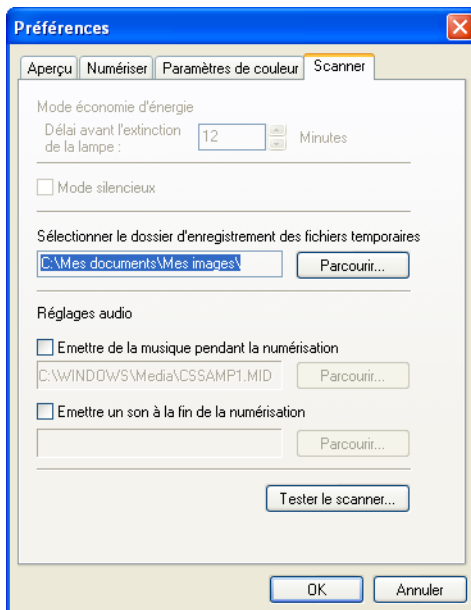 Préférences
Aperçu Numériser Paramètres de couleur Scanner
Mode économie d'énergie
Délai avant l'extinction
de la lampe :
12
Minutes
Mode silencieux
Sélectionner le dossier d'enregistrement des fichiers temporaires
C:\Mes documents\Mes images\
Parcourir...
Réglages audio
Emettre de la musique pendant la numérisation
C:\WINDOWS\Media\CSSAMP1.MID
Parcourir...
Emettre un son à la fin de la numérisation
Parcourir...
Tester le scanner...
OK Annuler